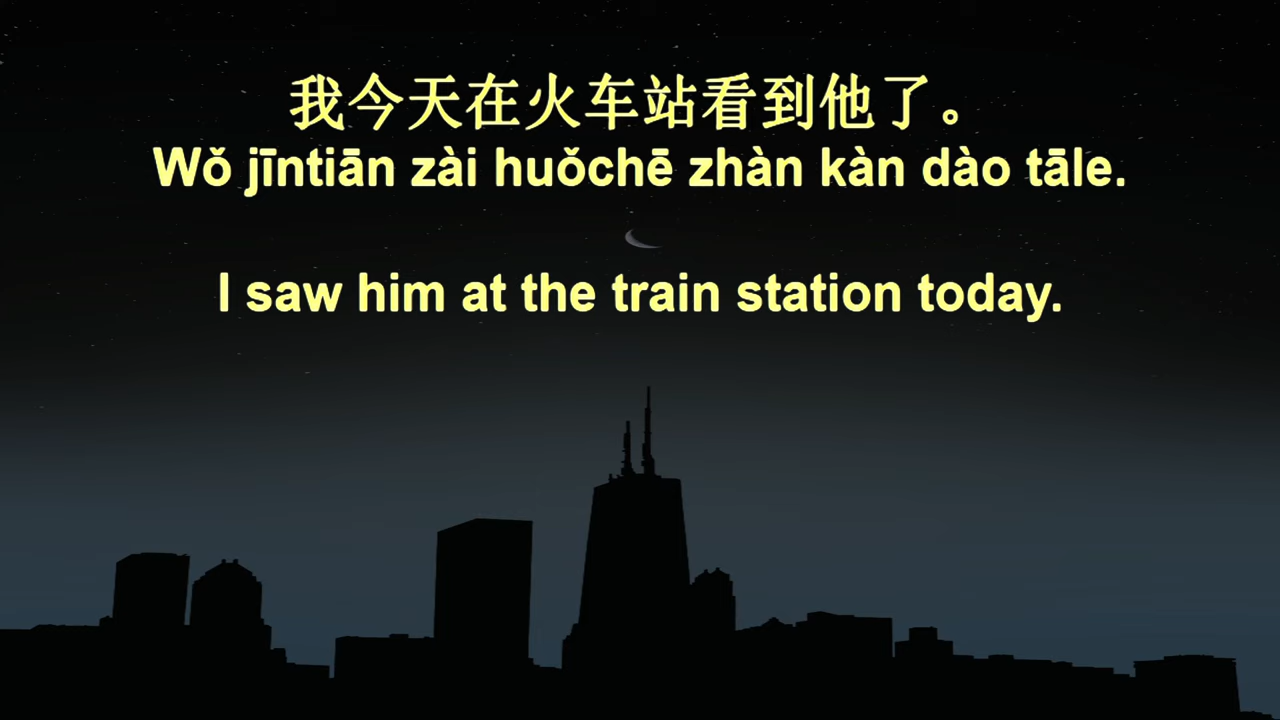 我今天在火车站看到他了。
Wǒ jīntiān zài huǒchē zhàn kàn dào tāle.
I saw him at the train station today.